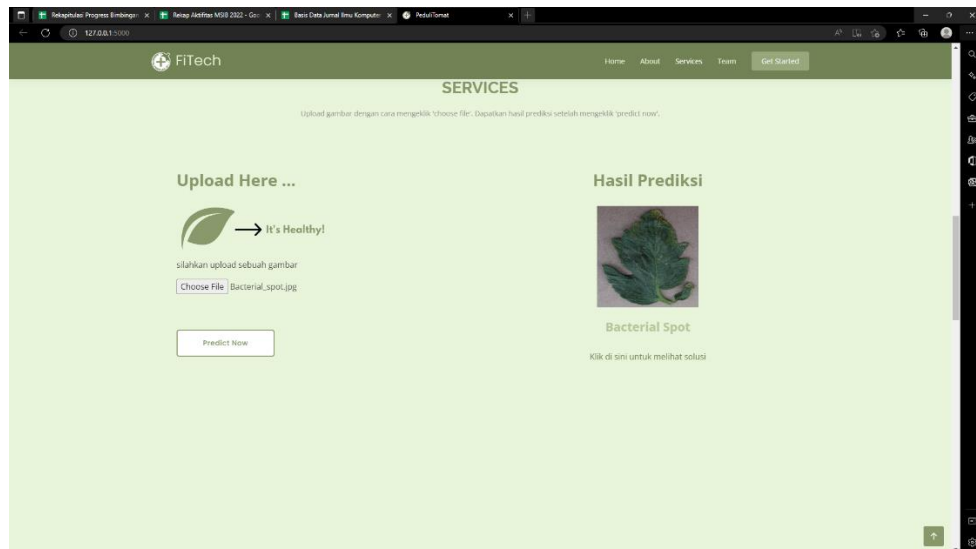 Rekapitulasi Progress Bimbingan
Rekap Aktifitas MSIB 2022 - Goo
Basis Data Jurnal Ilmu Komputer
PeduliTomat
127.0.0.1:5000
FiTech
Home About Services Team Get Started
SERVICES
Upload gambar dengan cara mengeklik 'choose file'. Dapatkan hasil prediksi setelah mengeklik 'predict now'.
Upload Here ...
It's Healthy!
silahkan upload sebuah gambar
Choose File Bacterial_spot.jpg
Predict Now
Hasil Prediksi
Bacterial Spot
Klik di sini untuk melihat solusi